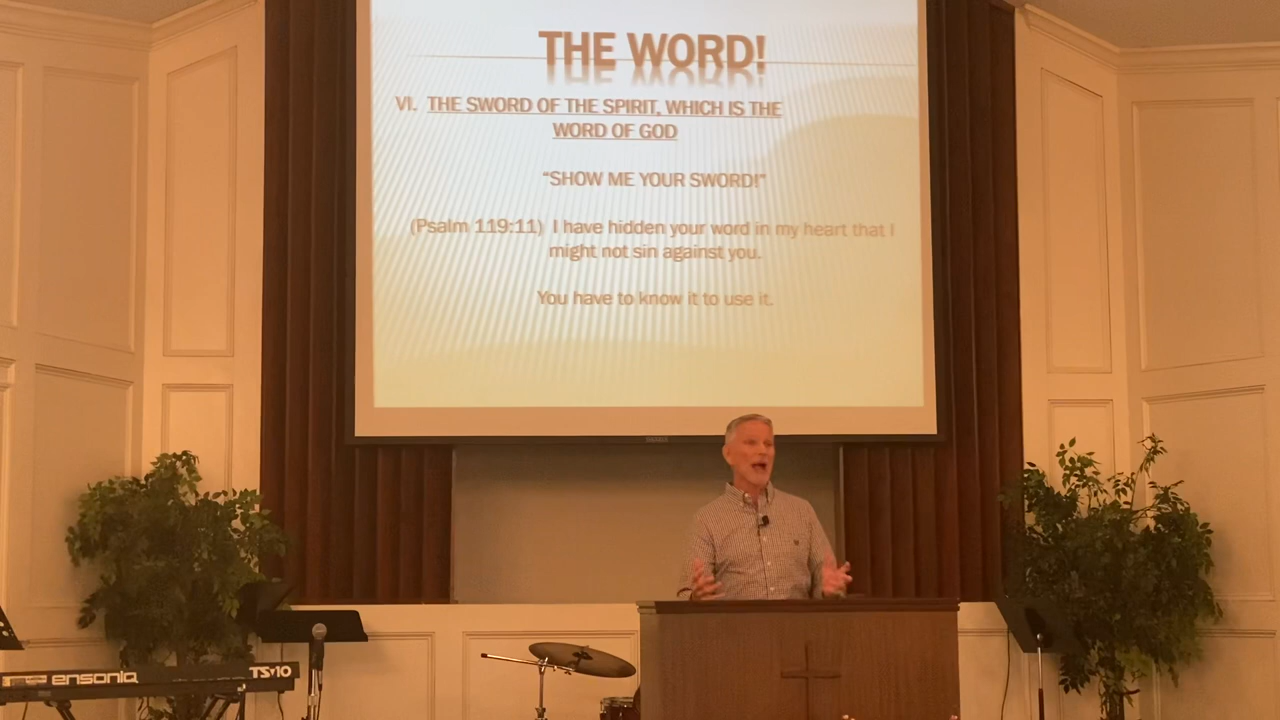 THE WORD!
VI. THE SWORD OF THE SPIRIT, WHICH IS THE
WORD OF GOD
“SHOW ME YOUR SWORD!”
(Psalm 119:11) I have hidden your word in my heart that I
might not sin against you.
You have to know it to use it.
ensoniq TS10